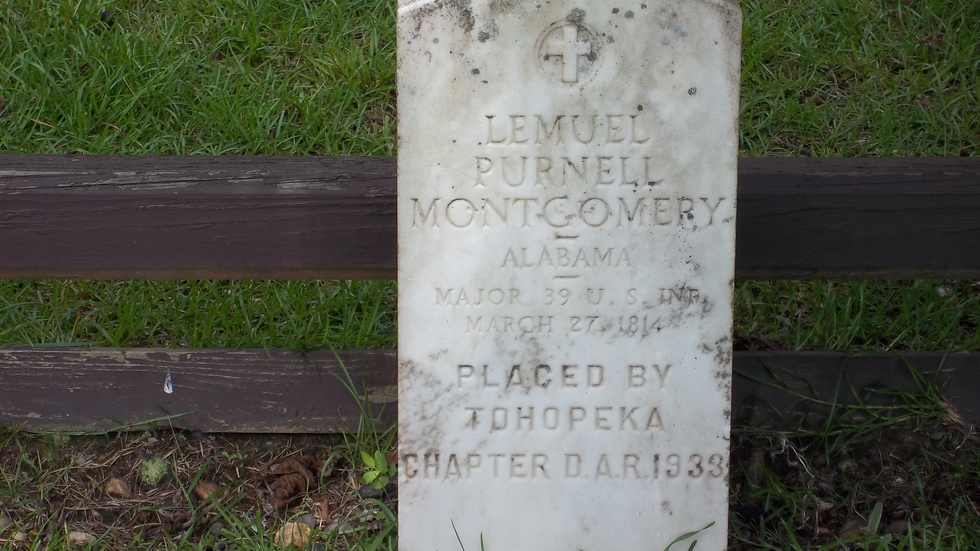 LEMUEL
PURNELL
MONTGOMERY
ALABAMA
MAJOR 39 U. S. INF.
MARCH 27, 1814
PLACED BY
TOHOPEKA
CHAPTER D.A.R. 1933